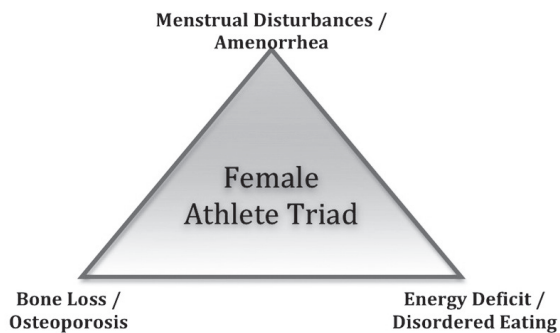 Menstrual Disturbances /
Amenorrhea
Female
Athlete Triad
Bone Loss /
Osteoporosis
Energy Deficit /
Disordered Eating